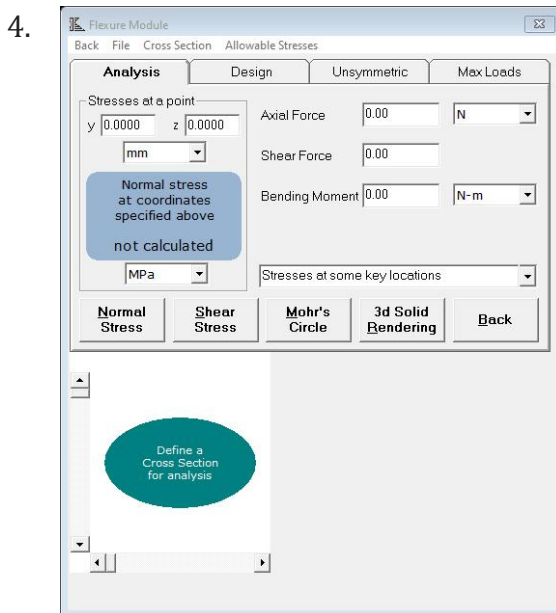 4.
Flexure Module
Back File Cross Section Allowable Stresses
Analysis Design Unsymmetric Max Loads
Stresses at a point
y 0.0000 z 0.0000
mm
Normal stress
at coordinates
specified above
not calculated
MPa
Axial Force 0.00 N
Shear Force 0.00
Bending Moment 0.00 N-m
Stresses at some key locations
Normal
Stress
Shear
Stress
Mohr's
Circle
3d Solid
Rendering
Back
Define a
Cross Section
for analysis